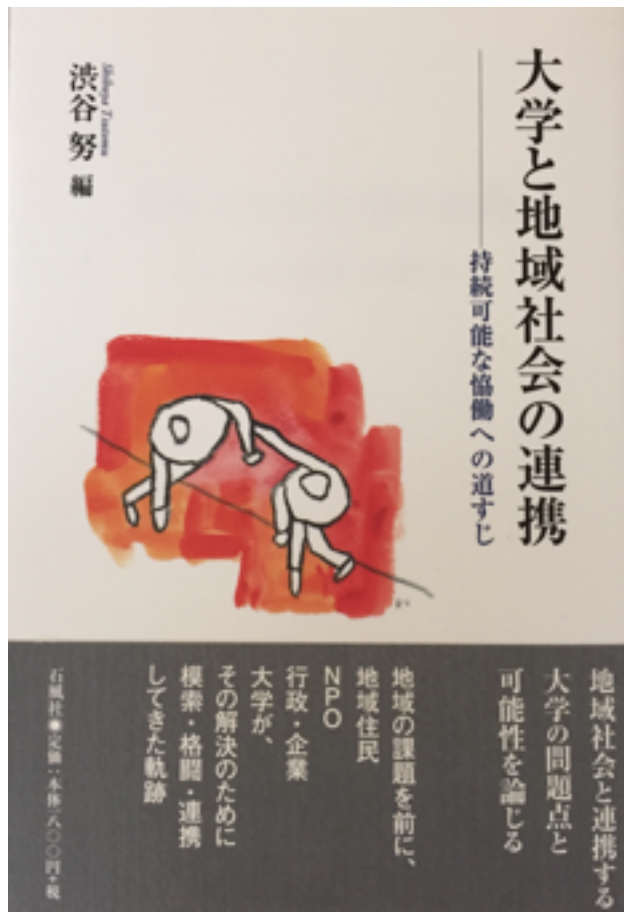 大学と地域社会の連携
──持続可能な恊働への道すじ
Shibuya Tsutomu
渋谷 努 編
地域社会と連携する
大学の問題点と
可能性を論じる
地域の課題を前に、
地域住民
NPO
行政・企業
大学が、
その解決のために
模索・格闘・連携
してきた軌跡
石風社●定価:本体一八〇〇円+税